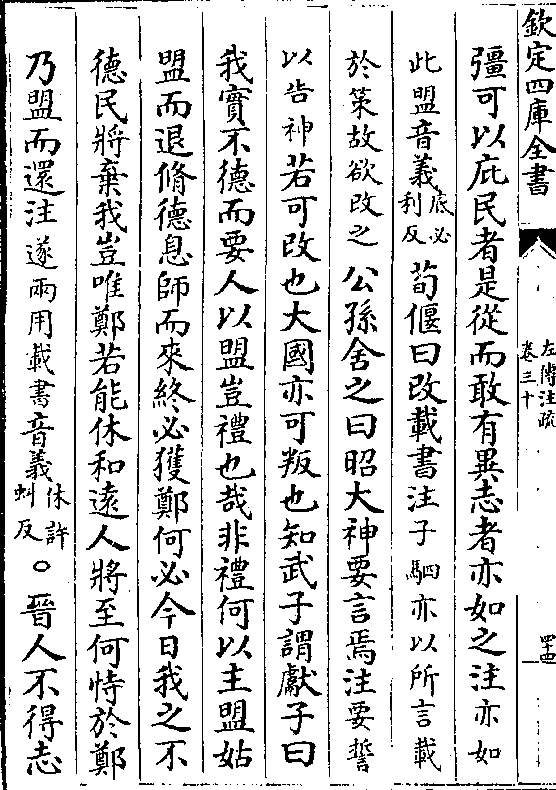 欽定四庫全書
左傳注疏
卷三十
四十四
彊可以庇民者是從而敢有異志者亦如之注亦如
此盟音義庇必
利反荀偃曰改載書注子駟亦以所言載
於策故欲改之 公孫舍之曰昭大神要言焉注要誓
以告神若可改也大國亦可叛也知武子謂獻子曰
我實不德而要人以盟豈禮也哉非禮何以主盟姑
盟而退脩德息師而來終必獲鄭何必今日我之不
德民將棄我豈唯鄭若能休和遠人將至何恃於鄭
乃盟而還注遂兩用載書音義休許
虯反○晉人不得志